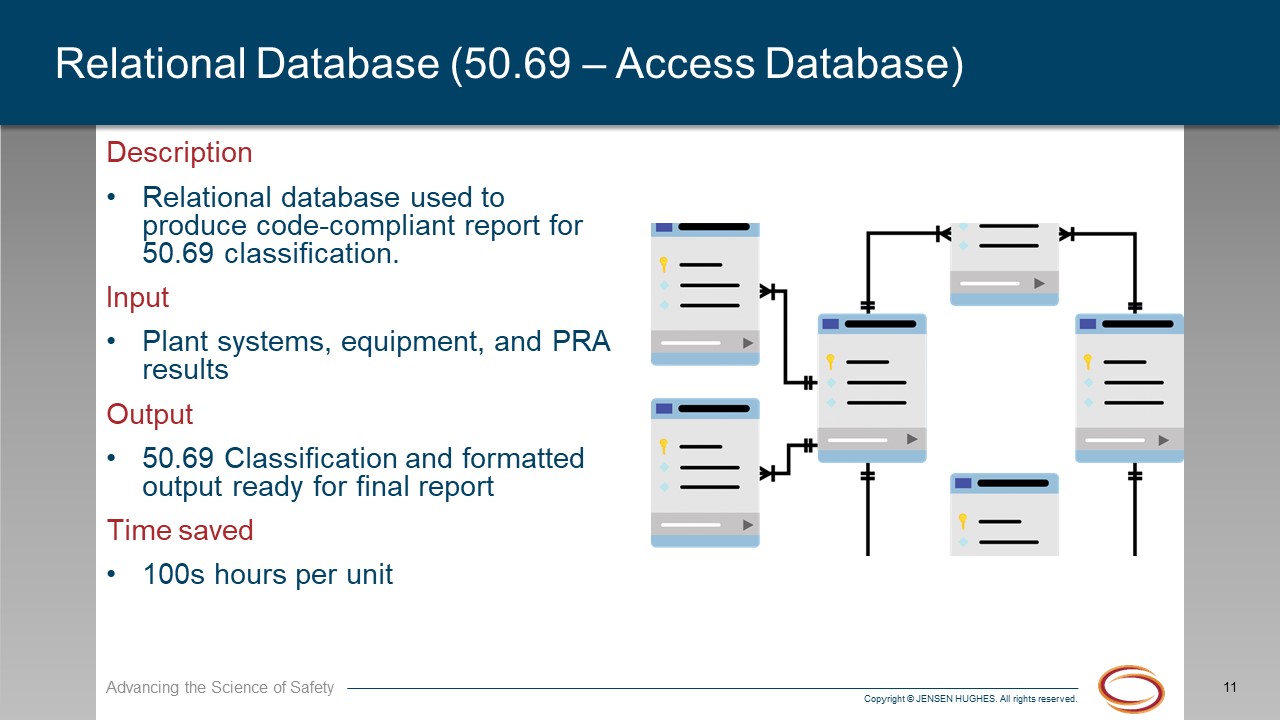 Relational Database (50.69 – Access Database)
Description
• Relational database used to
produce code-compliant report for
50.69 classification.
Input
• Plant systems, equipment, and PRA
results
Output
• 50.69 Classification and formatted
output ready for final report
Time saved
• 100s hours per unit
Advancing the Science of Safety
Copyright © JENSEN HUGHES. All rights reserved.
11